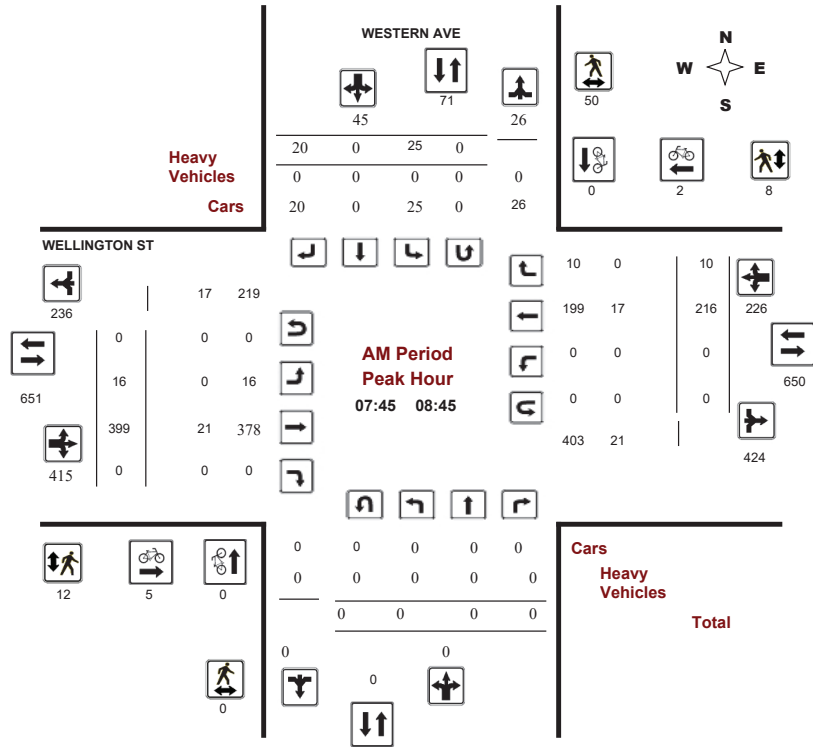 WESTERN AVE
N
W E
S
71
50
45
26
20 0 25 0
Heavy
Vehicles
0 0 0 0 0
0 2 8
Cars
20 0 25 0 26
WELLINGTON ST
10 0 10
236
17 219
199 17 216 226
0 0 0
AM Period
Peak Hour
07:45 08:45
0 0 0
650
651
16 0 16
0 0 0
399 21 378
403 21
424
415
0 0 0
0 0 0 0 0
Cars
0 0 0 0 0
Heavy
Vehicles
12 5 0
0 0 0 0
Total
0 0
0
0